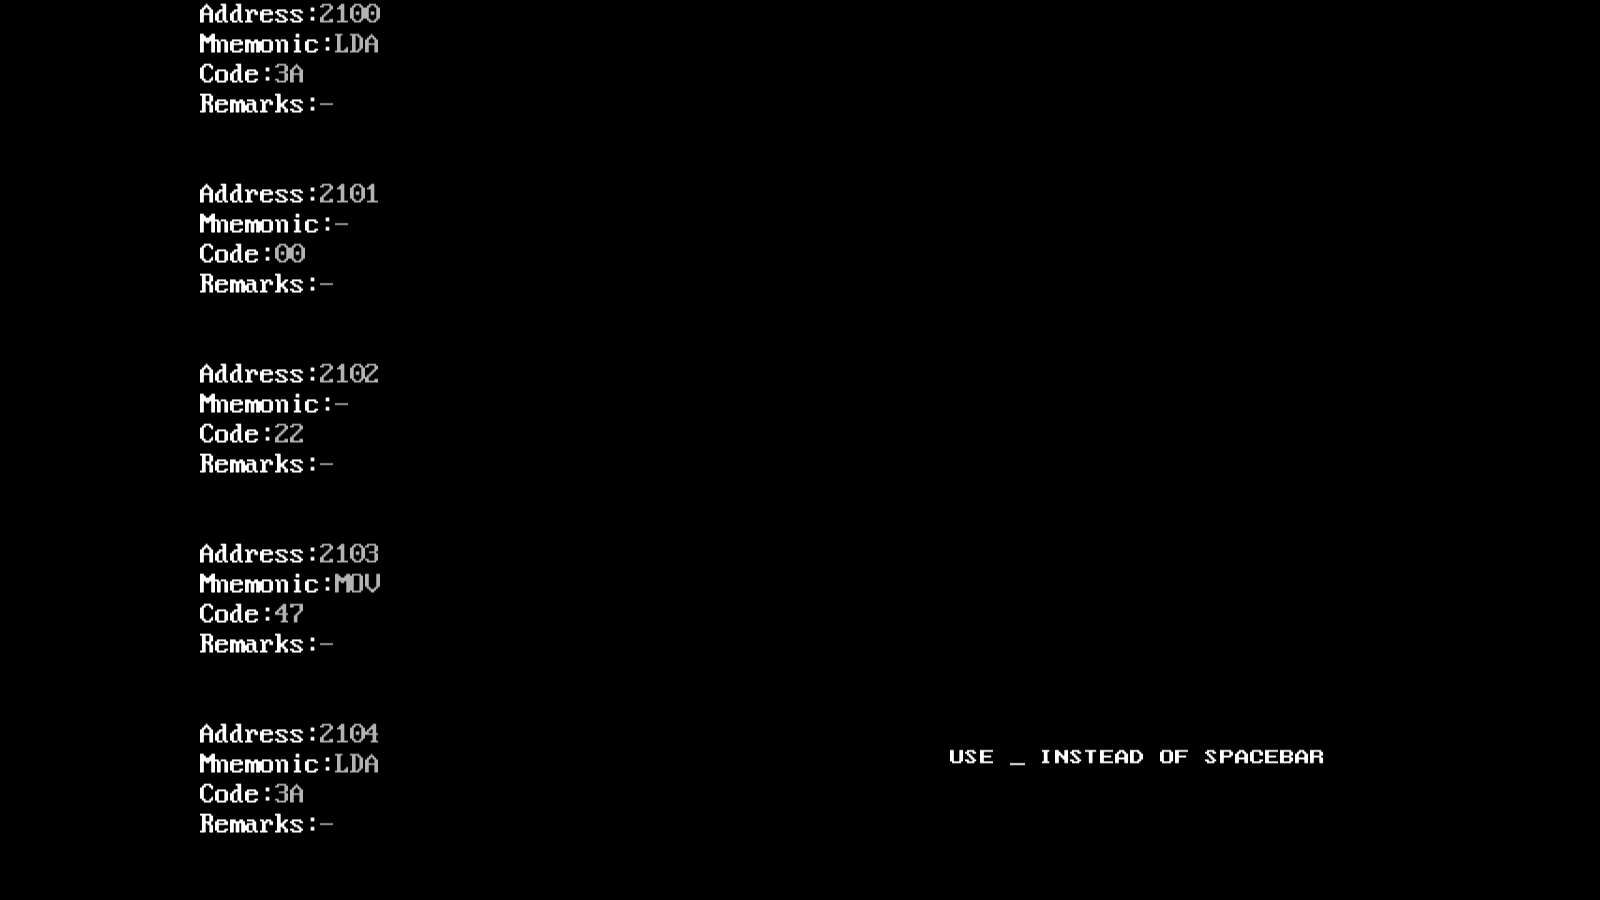 Address:2100
Mnemonic:LDA
Code:3A
Remarks:-
Address:2101
Mnemonic:-
Code:00
Remarks:-
Address:2102
Mnemonic:-
Code:22
Remarks:-
Address:2103
Mnemonic:MOV
Code:47
Remarks:-
Address:2104
Mnemonic:LDA
Code:3A
Remarks:-
USE _ INSTEAD OF SPACEBAR